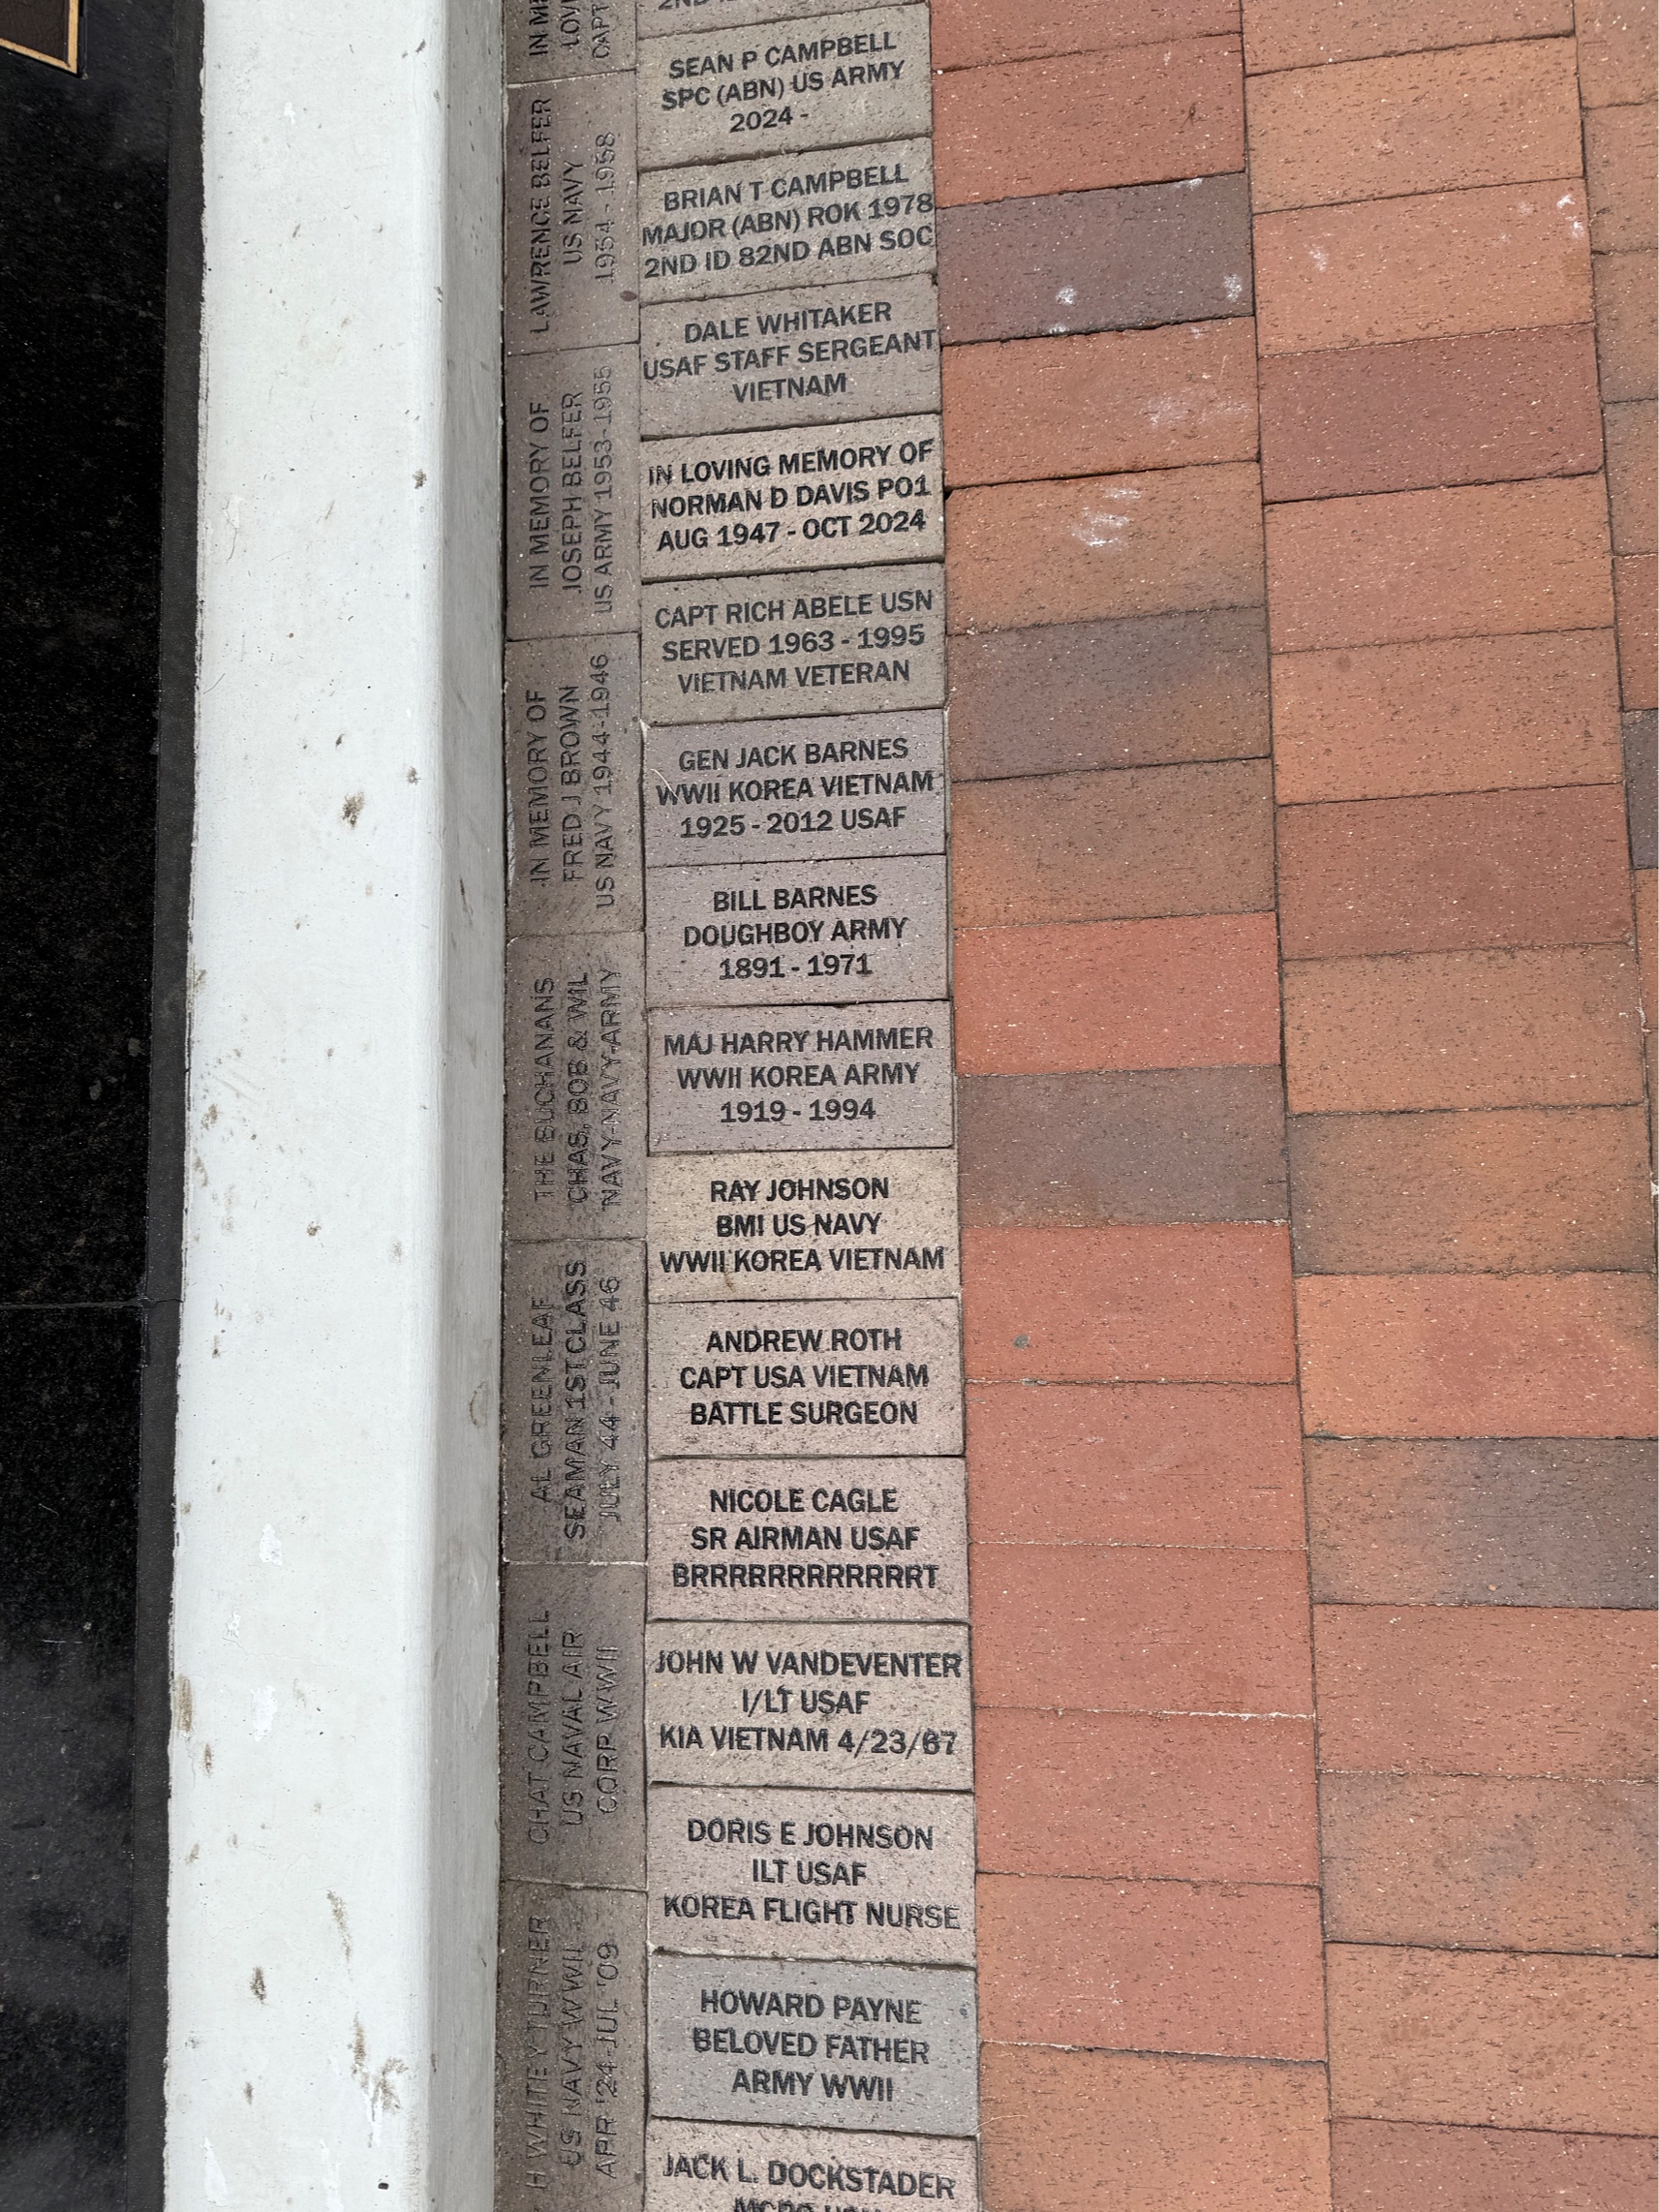 SEAN P CAMPBELL
SPC (ABN) US ARMY
2024 -
BRIAN T CAMPBELL
MAJOR (ABN) ROK 1978
2ND ID 82ND ABN SOC
DALE WHITAKER
USAF STAFF SERGEANT
VIETNAM
IN LOVING MEMORY OF
NORMAN D DAVIS PO1
AUG 1947 - OCT 2024
CAPT RICH ABELE USN
SERVED 1963 - 1995
VIETNAM VETERAN
GEN JACK BARNES
WWII KOREA VIETNAM
1925 - 2012 USAF
BILL BARNES
DOUGHBOY ARMY
1891 - 1971
MAJ HARRY HAMMER
WWII KOREA ARMY
1919 - 1994
RAY JOHNSON
BMI US NAVY
WWII KOREA VIETNAM
ANDREW ROTH
CAPT USA VIETNAM
BATTLE SURGEON
NICOLE CAGLE
SR AIRMAN USAF
BRRRRRRRRRRRRT
JOHN W VANDEVENTER
I/LT USAF
KIA VIETNAM 4/23/67
DORIS E JOHNSON
ILT USAF
KOREA FLIGHT NURSE
HOWARD PAYNE
BELOVED FATHER
ARMY WWII
JACK L. DOCKSTADER
LAWRENCE BELFER
US NAVY
1954 - 1958
IN MEMORY OF
JOSEPH BELFER
US ARMY 1953-1955
IN MEMORY OF
FRED J BROWN
US NAVY 1944-1946
THE BUCHANANS
CHAS, BOB & WIL
NAVY-NAVY-ARMY
AL GREENLEAF
SEAMAN 1ST CLASS
JULY 44 - JUNE 46
CHAT CAMPBELL
US NAVAL AIR
CORP WWII
H WHITEY TURNER
US NAVY WWII
APR '24-JUL '09